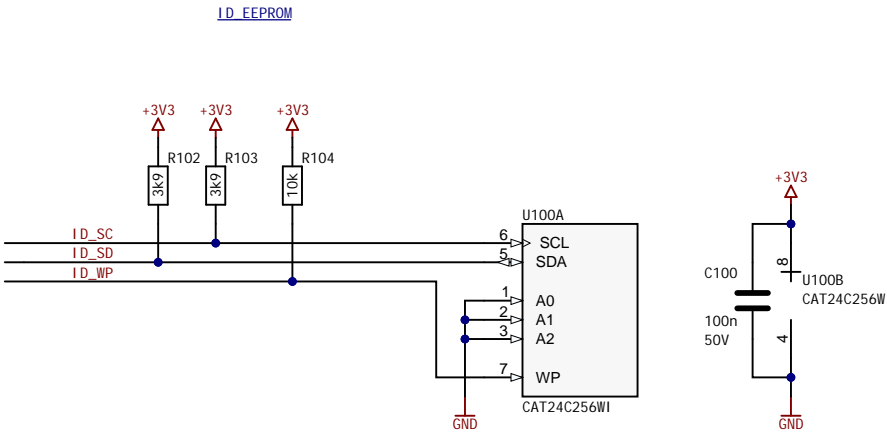 ID_EEPROM
+3V3 +3V3 +3V3
R102 R103 R104
3k9 3k9 10k
+3V3
U100A
ID_SC 6 SCL
ID_SD 5 SDA
ID_WP
8
C100 U100B
1 A0 CAT24C256W
2 A1 100n
3 A2 50V 4
7 WP
CAT24C256WI
GND GND